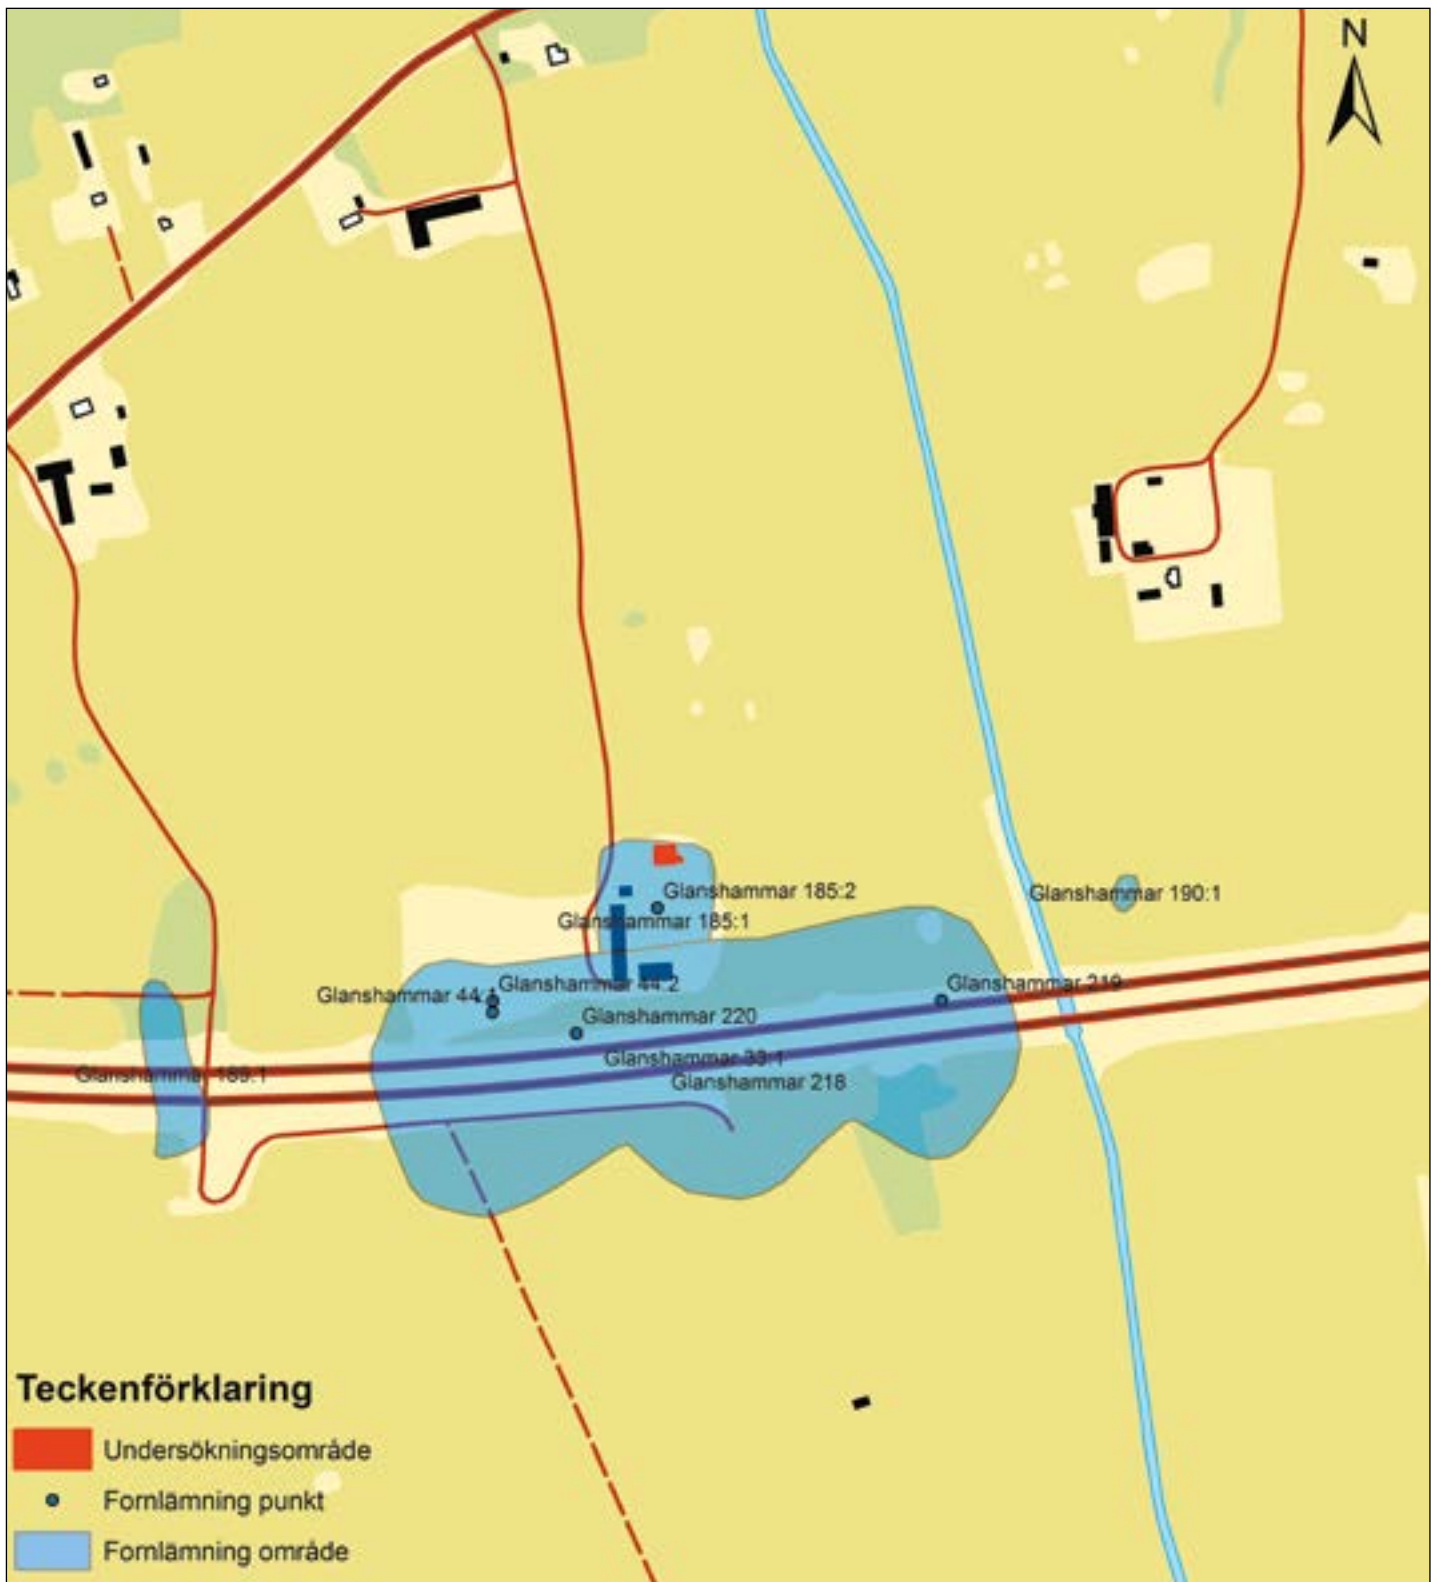 N
Glanshammar 185:2
Glanshammar 190:1
Glanshammar 185:1
Glanshammar 44:2
Glanshammar 219
Glanshammar 44:1
Glanshammar 220
Glanshammar 33:1
Glanshammar 189:1
Glanshammar 218
Teckenförklaring
Undersökningsområde
Fornlämning punkt
Fornlämning område